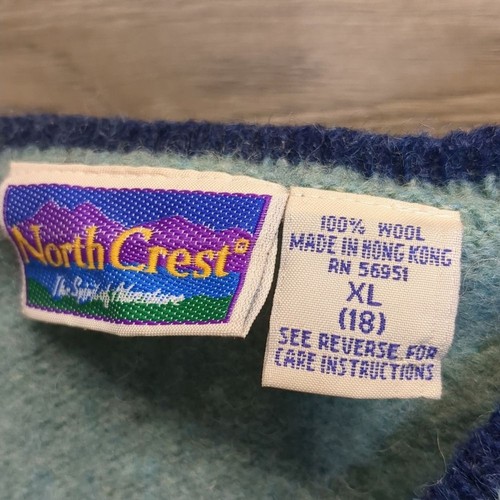 North Crest®
The Spirit of Adventure
100% WOOL
MADE IN HONG KONG
RN 56951
XL
(18)
SEE REVERSE FOR
CARE INSTRUCTIONS